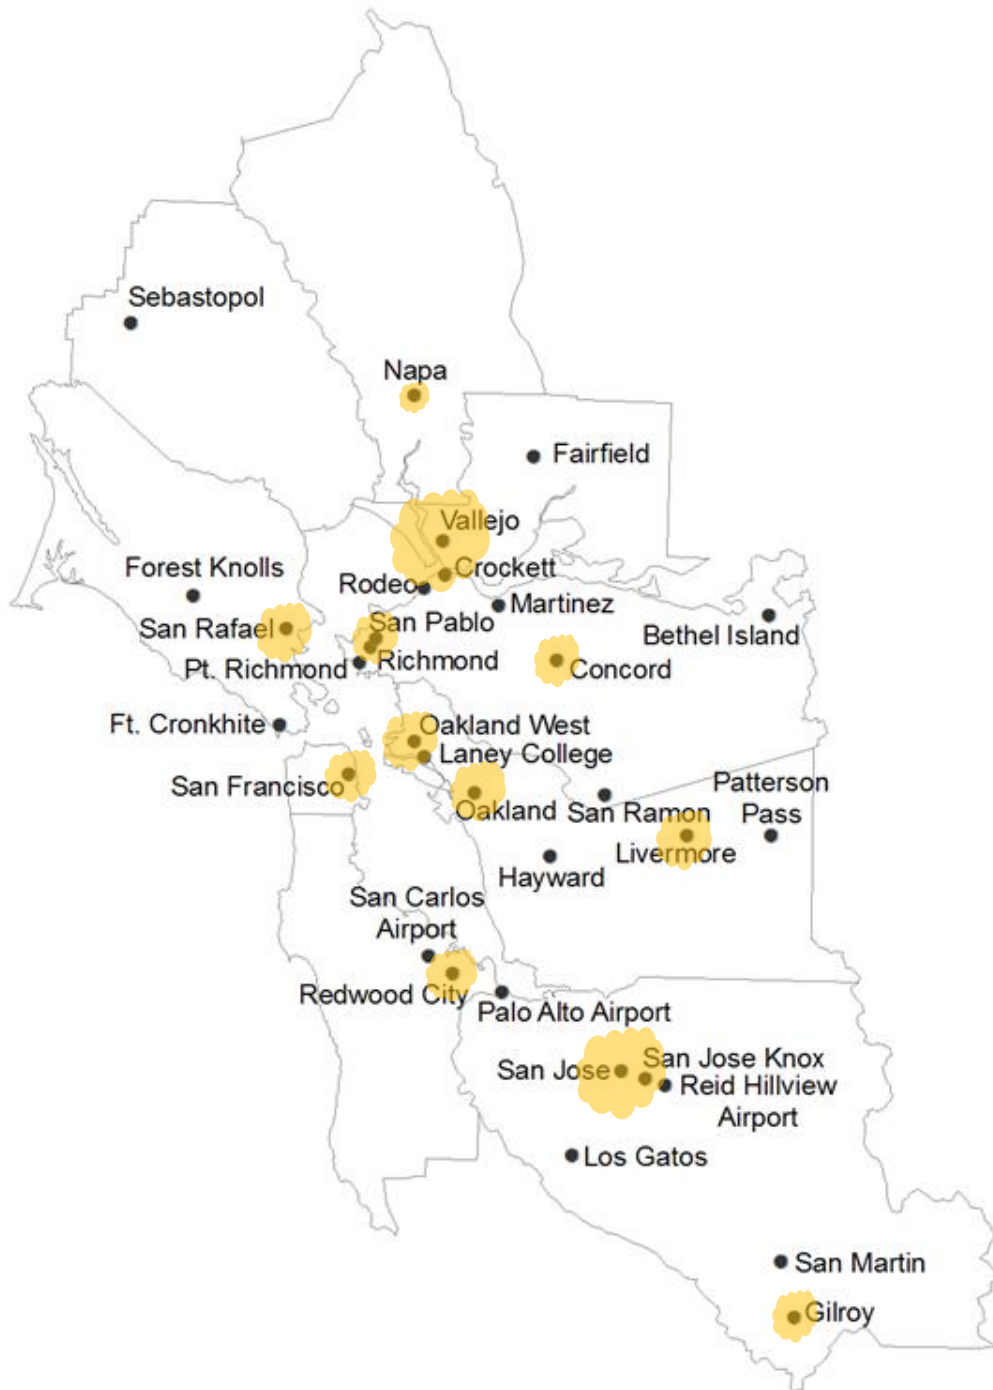 Sebastopol
Napa
Fairfield
Vallejo
Forest Knolls
Crockett
Rodeo
Martinez
San Rafael
San Pablo
Bethel Island
Pt. Richmond
Richmond
Concord
Ft. Cronkhite
Oakland West
Laney College
San Francisco
Oakland
San Ramon
Patterson
Pass
Livermore
Hayward
San Carlos
Airport
Redwood City
Palo Alto Airport
San Jose
San Jose Knox
Reid Hillview
Airport
Los Gatos
San Martin
Gilroy